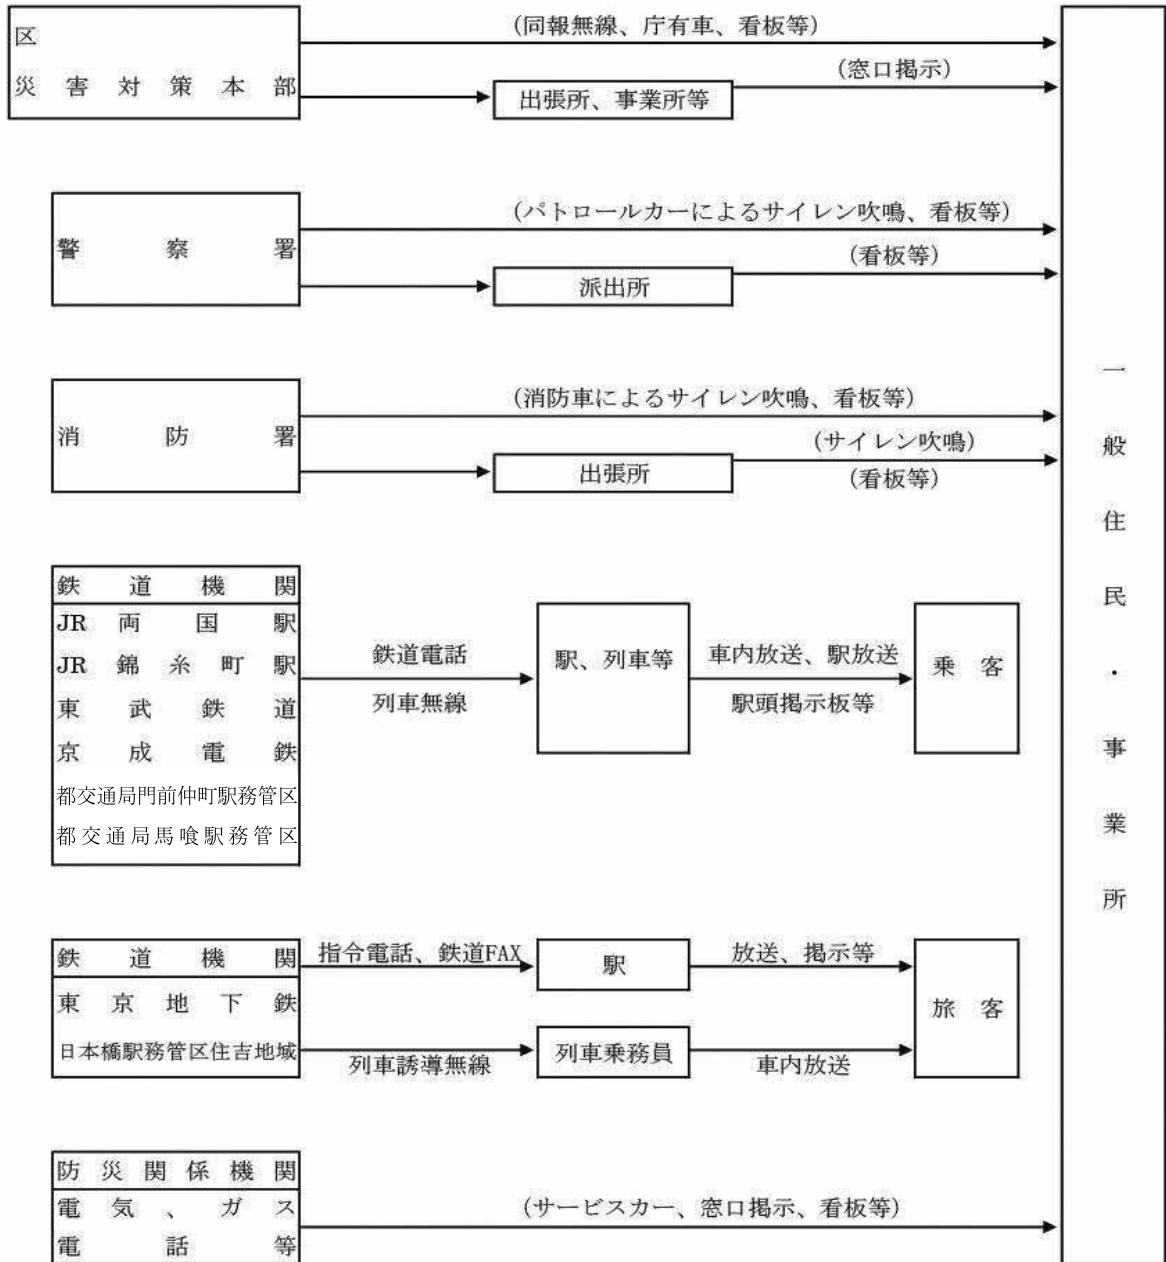 区
災害対策本部
(同報無線、庁有車、看板等)
出張所、事業所等
(窓口掲示)
警察署
(パトロールカーによるサイレン吹鳴、看板等)
派出所
(看板等)
消防署
(消防車によるサイレン吹鳴、看板等)
出張所
(サイレン吹鳴)
(看板等)
鉄道機関
JR両国駅
JR錦糸町駅
東武鉄道
京成電鉄
都交通局門前仲町駅務管区
都交通局馬喰駅務管区
鉄道電話
列車無線
駅、列車等
車内放送、駅放送
駅頭掲示板等
乗客
鉄道機関
東京地下鉄
日本橋駅務管区住吉地域
指令電話、鉄道FAX
駅
放送、掲示等
列車誘導無線
列車乗務員
車内放送
旅客
防災関係機関
電気、ガス
電話等
(サービスカー、窓口掲示、看板等)
一般住民・事業所